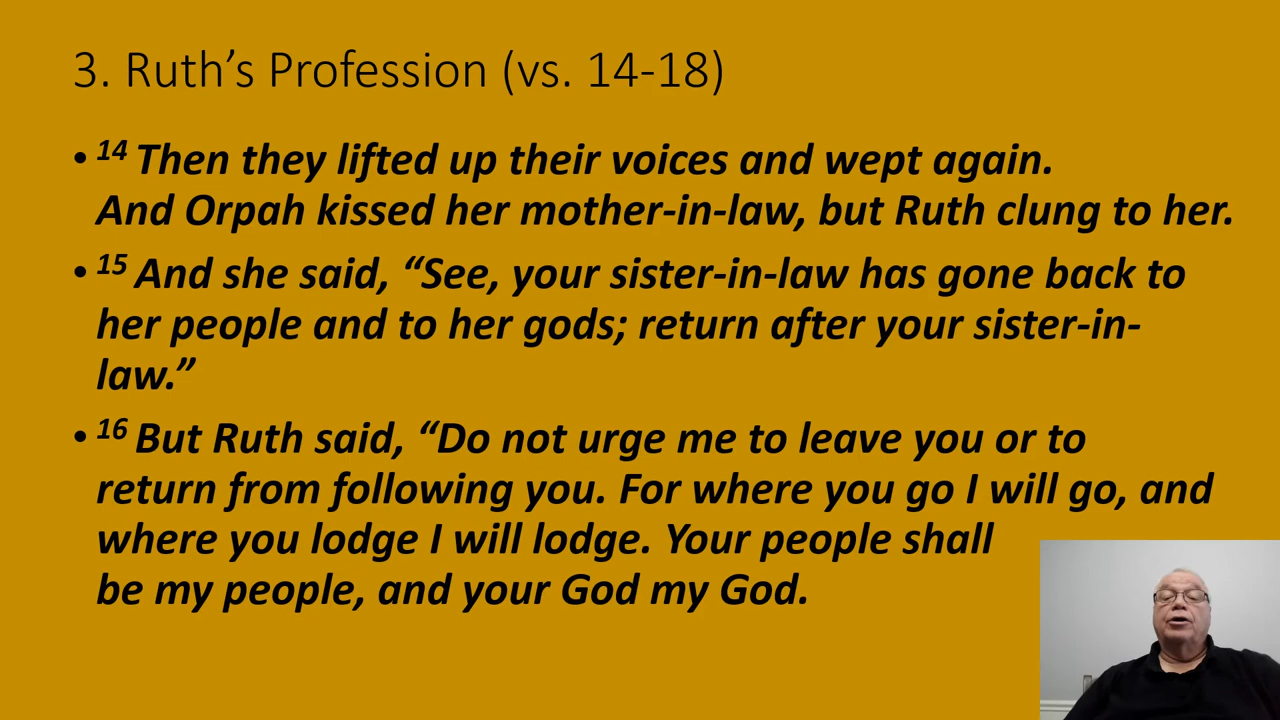 3. Ruth’s Profession (vs. 14-18)
• 14 Then they lifted up their voices and wept again.
And Orpah kissed her mother-in-law, but Ruth clung to her.
• 15 And she said, “See, your sister-in-law has gone back to
her people and to her gods; return after your sister-in-
law.”
• 16 But Ruth said, “Do not urge me to leave you or to
return from following you. For where you go I will go, and
where you lodge I will lodge. Your people shall
be my people, and your God my God.